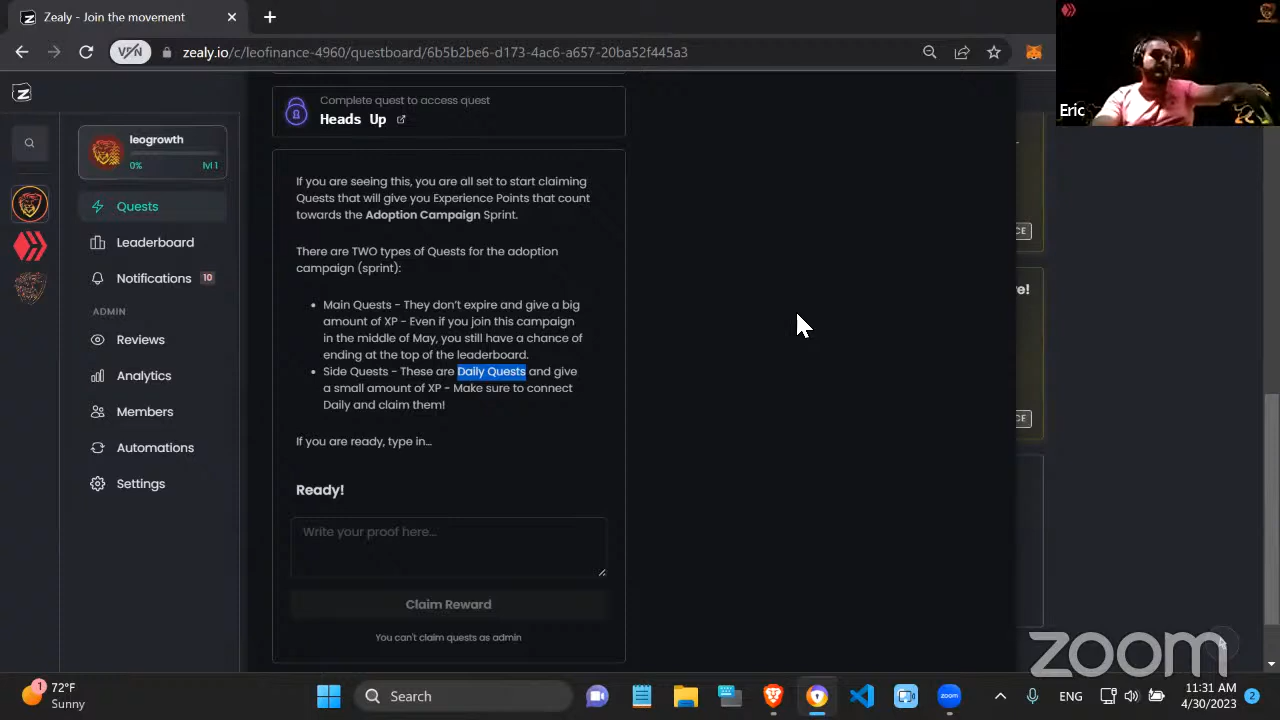 Zealy - Join the movement
VPN
zealy.io/c/leofinance-4960/questboard/6b5b2be6-d173-4ac6-a657-20ba52f445a3
Eric
leogrowth
0%
lvl 1
Quests
Leaderboard
Notifications 10
ADMIN
Reviews
Analytics
Members
Automations
Settings
Complete quest to access quest
Heads Up
If you are seeing this, you are all set to start claiming
Quests that will give you Experience Points that count
towards the Adoption Campaign Sprint.
There are TWO types of Quests for the adoption
campaign (sprint):
• Main Quests - They don't expire and give a big
amount of XP - Even if you join this campaign
in the middle of May, you still have a chance of
ending at the top of the leaderboard.
• Side Quests - These are Daily Quests and give
a small amount of XP - Make sure to connect
Daily and claim them!
If you are ready, type in...
Ready!
Write your proof here...
Claim Reward
You can't claim quests as admin
CE
ve!
CE
zoom
1
72°F
Sunny
Search
zoom
ENG
11:31 AM
4/30/2023
2